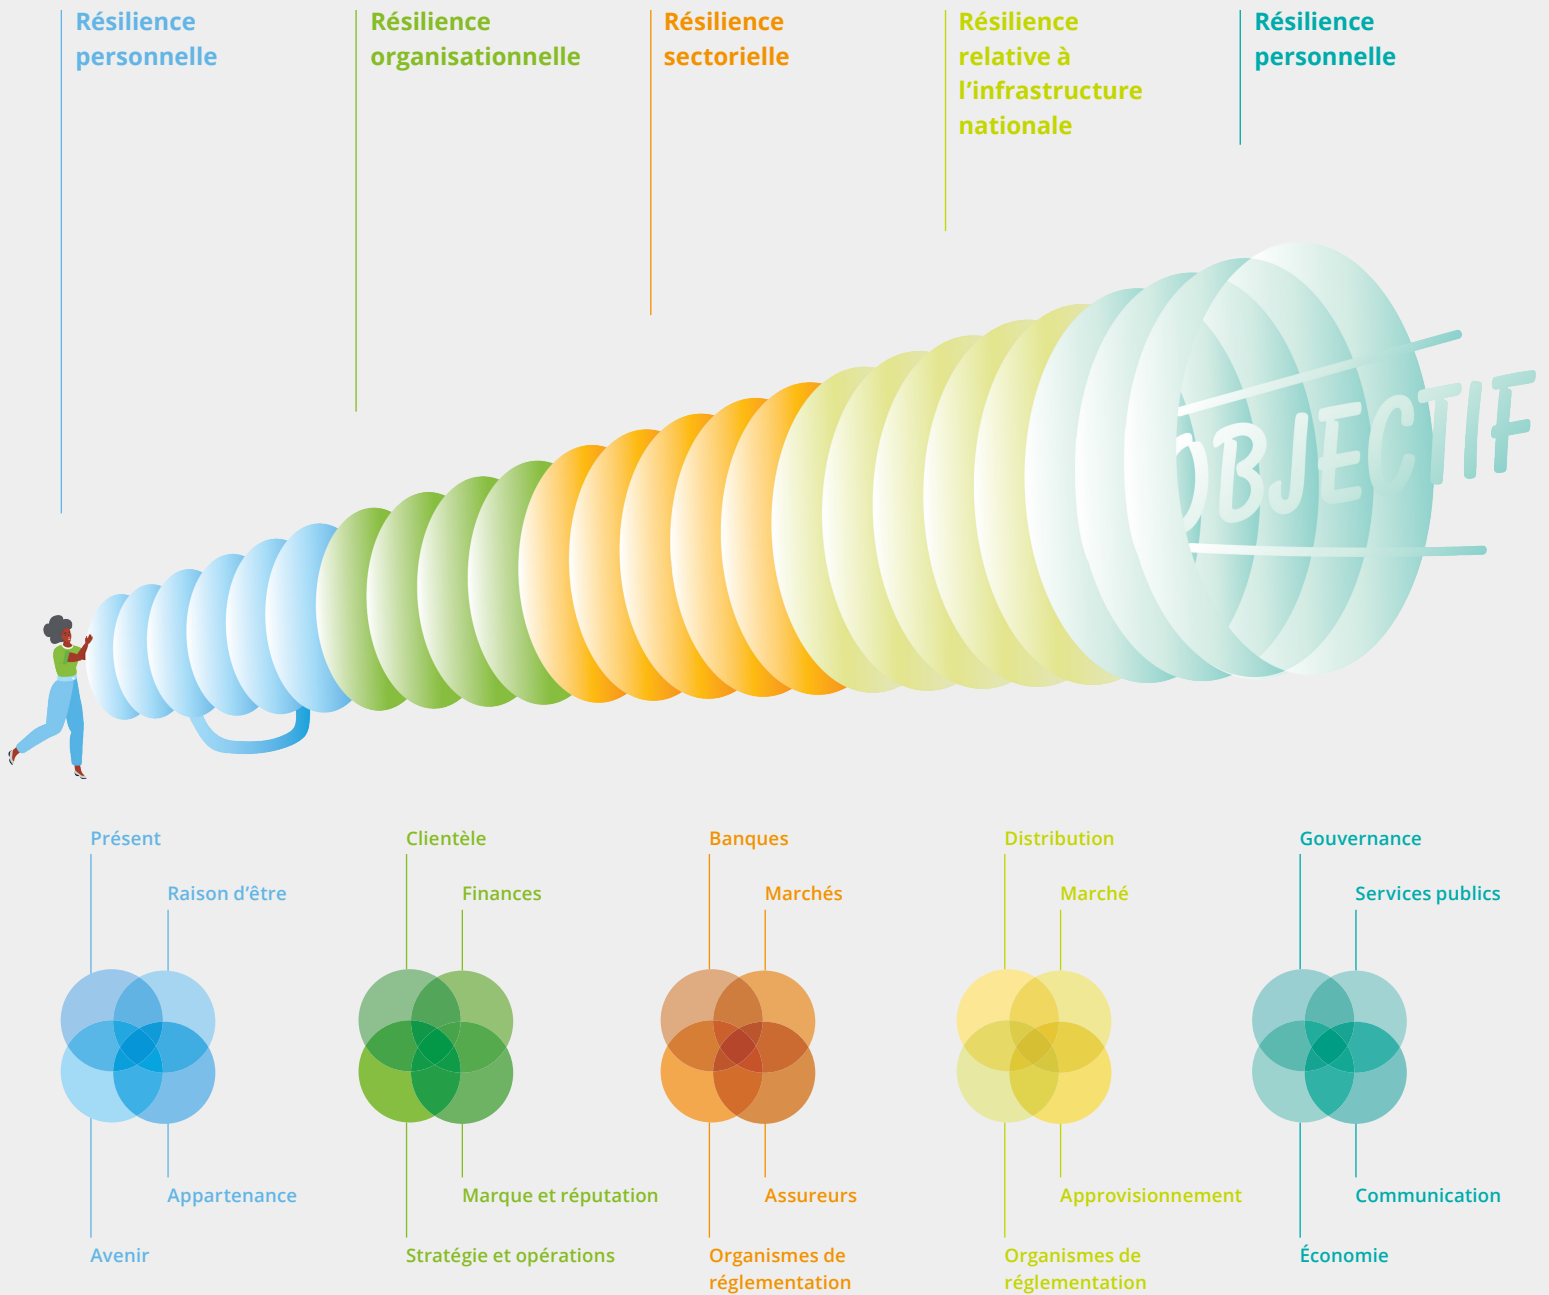 Résilience
personnelle
Résilience
organisationnelle
Résilience
sectorielle
Résilience
relative à
l’infrastructure
nationale
Résilience
personnelle
OBJECTIF
Présent
Raison d’être
Appartenance
Avenir
Clientèle
Finances
Marque et réputation
Stratégie et opérations
Banques
Marchés
Assureurs
Organismes de
réglementation
Distribution
Marché
Approvisionnement
Organismes de
réglementation
Gouvernance
Services publics
Communication
Économie